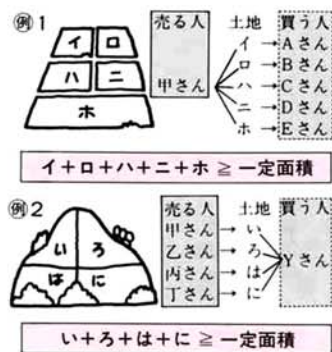 例1
売る人 土地 買う人
イ ロ イ→Aさん
ロ→Bさん
ハ ニ 甲さん ハ→Cさん
ニ→Dさん
ホ ホ→Eさん
イ+ロ+ハ+ニ+ホ ≧ 一定面積
例2
売る人 土地 買う人
甲さん→い
い ろ 乙さん→ろ Yさん
は に 丙さん→は
丁さん→に
い+ろ+は+に ≧ 一定面積